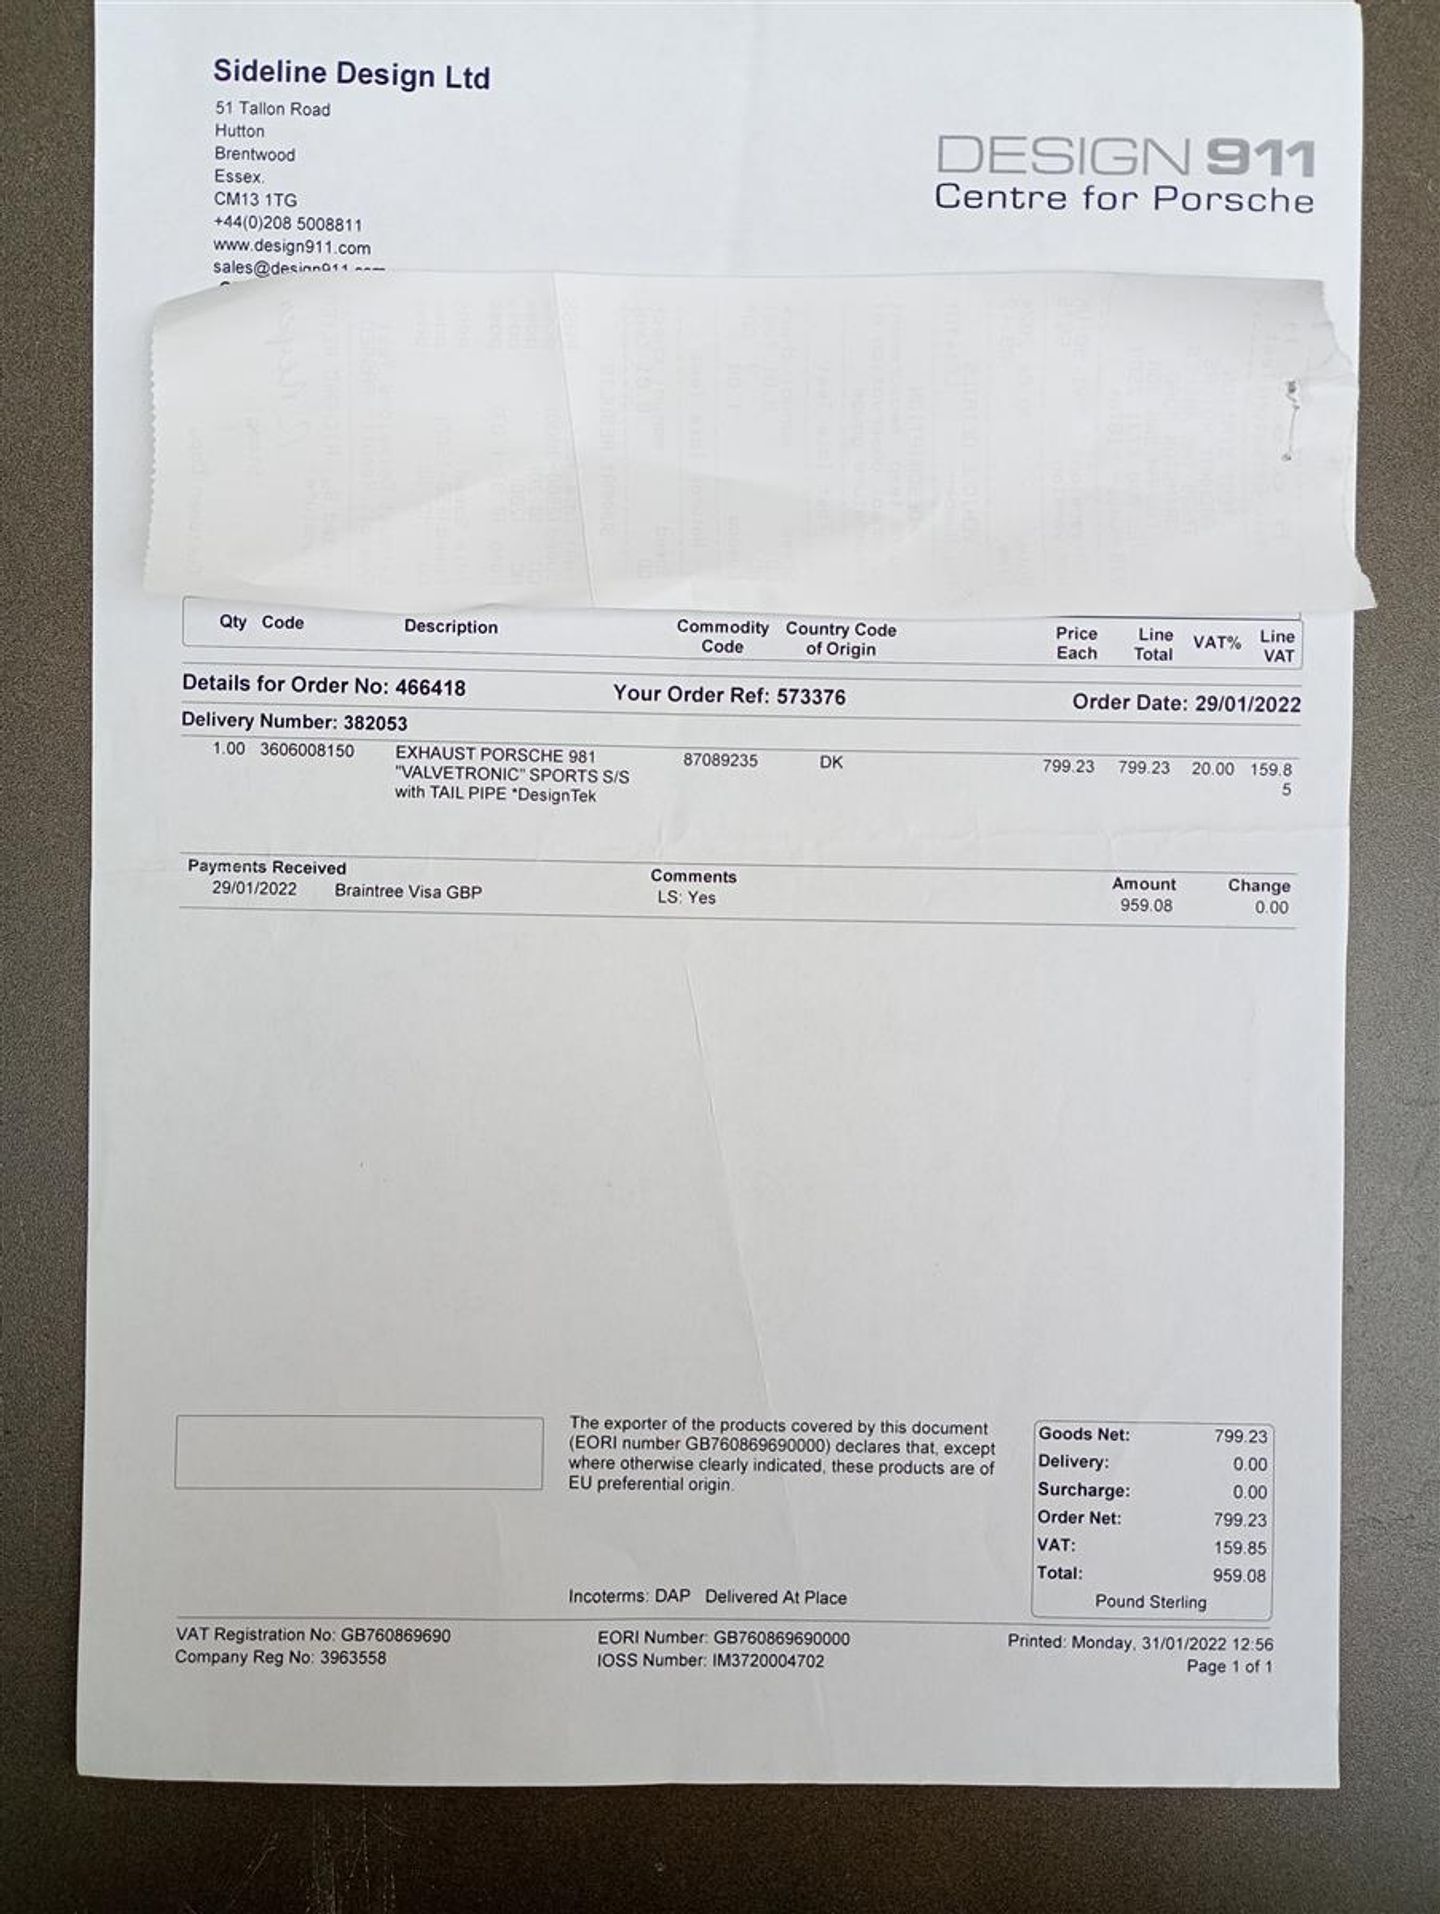 Sideline Design Ltd
51 Tallon Road
Hutton
Brentwood
Essex.
CM13 1TG
+44(0)208 5008811
www.design911.com
sales@design911
DESIGN 911
Centre for Porsche
Qty Code Description Commodity Code Country Code of Origin Price Each Line Total VAT% Line VAT
Details for Order No: 466418 Your Order Ref: 573376 Order Date: 29/01/2022
Delivery Number: 382053
1.00 3606008150 EXHAUST PORSCHE 981 87089235 DK 799.23 799.23 20.00 159.8
"VALVETRONIC" SPORTS S/S 5
with TAIL PIPE *DesignTek
Payments Received Comments Amount Change
29/01/2022 Braintree Visa GBP LS: Yes 959.08 0.00
The exporter of the products covered by this document
(EORI number GB760869690000) declares that, except
where otherwise clearly indicated, these products are of
EU preferential origin.
Goods Net: 799.23
Delivery: 0.00
Surcharge: 0.00
Order Net: 799.23
VAT: 159.85
Total: 959.08
Pound Sterling
Incoterms: DAP Delivered At Place
VAT Registration No: GB760869690 EORI Number: GB760869690000 Printed: Monday, 31/01/2022 12:56
Company Reg No: 3963558 IOSS Number: IM3720004702 Page 1 of 1